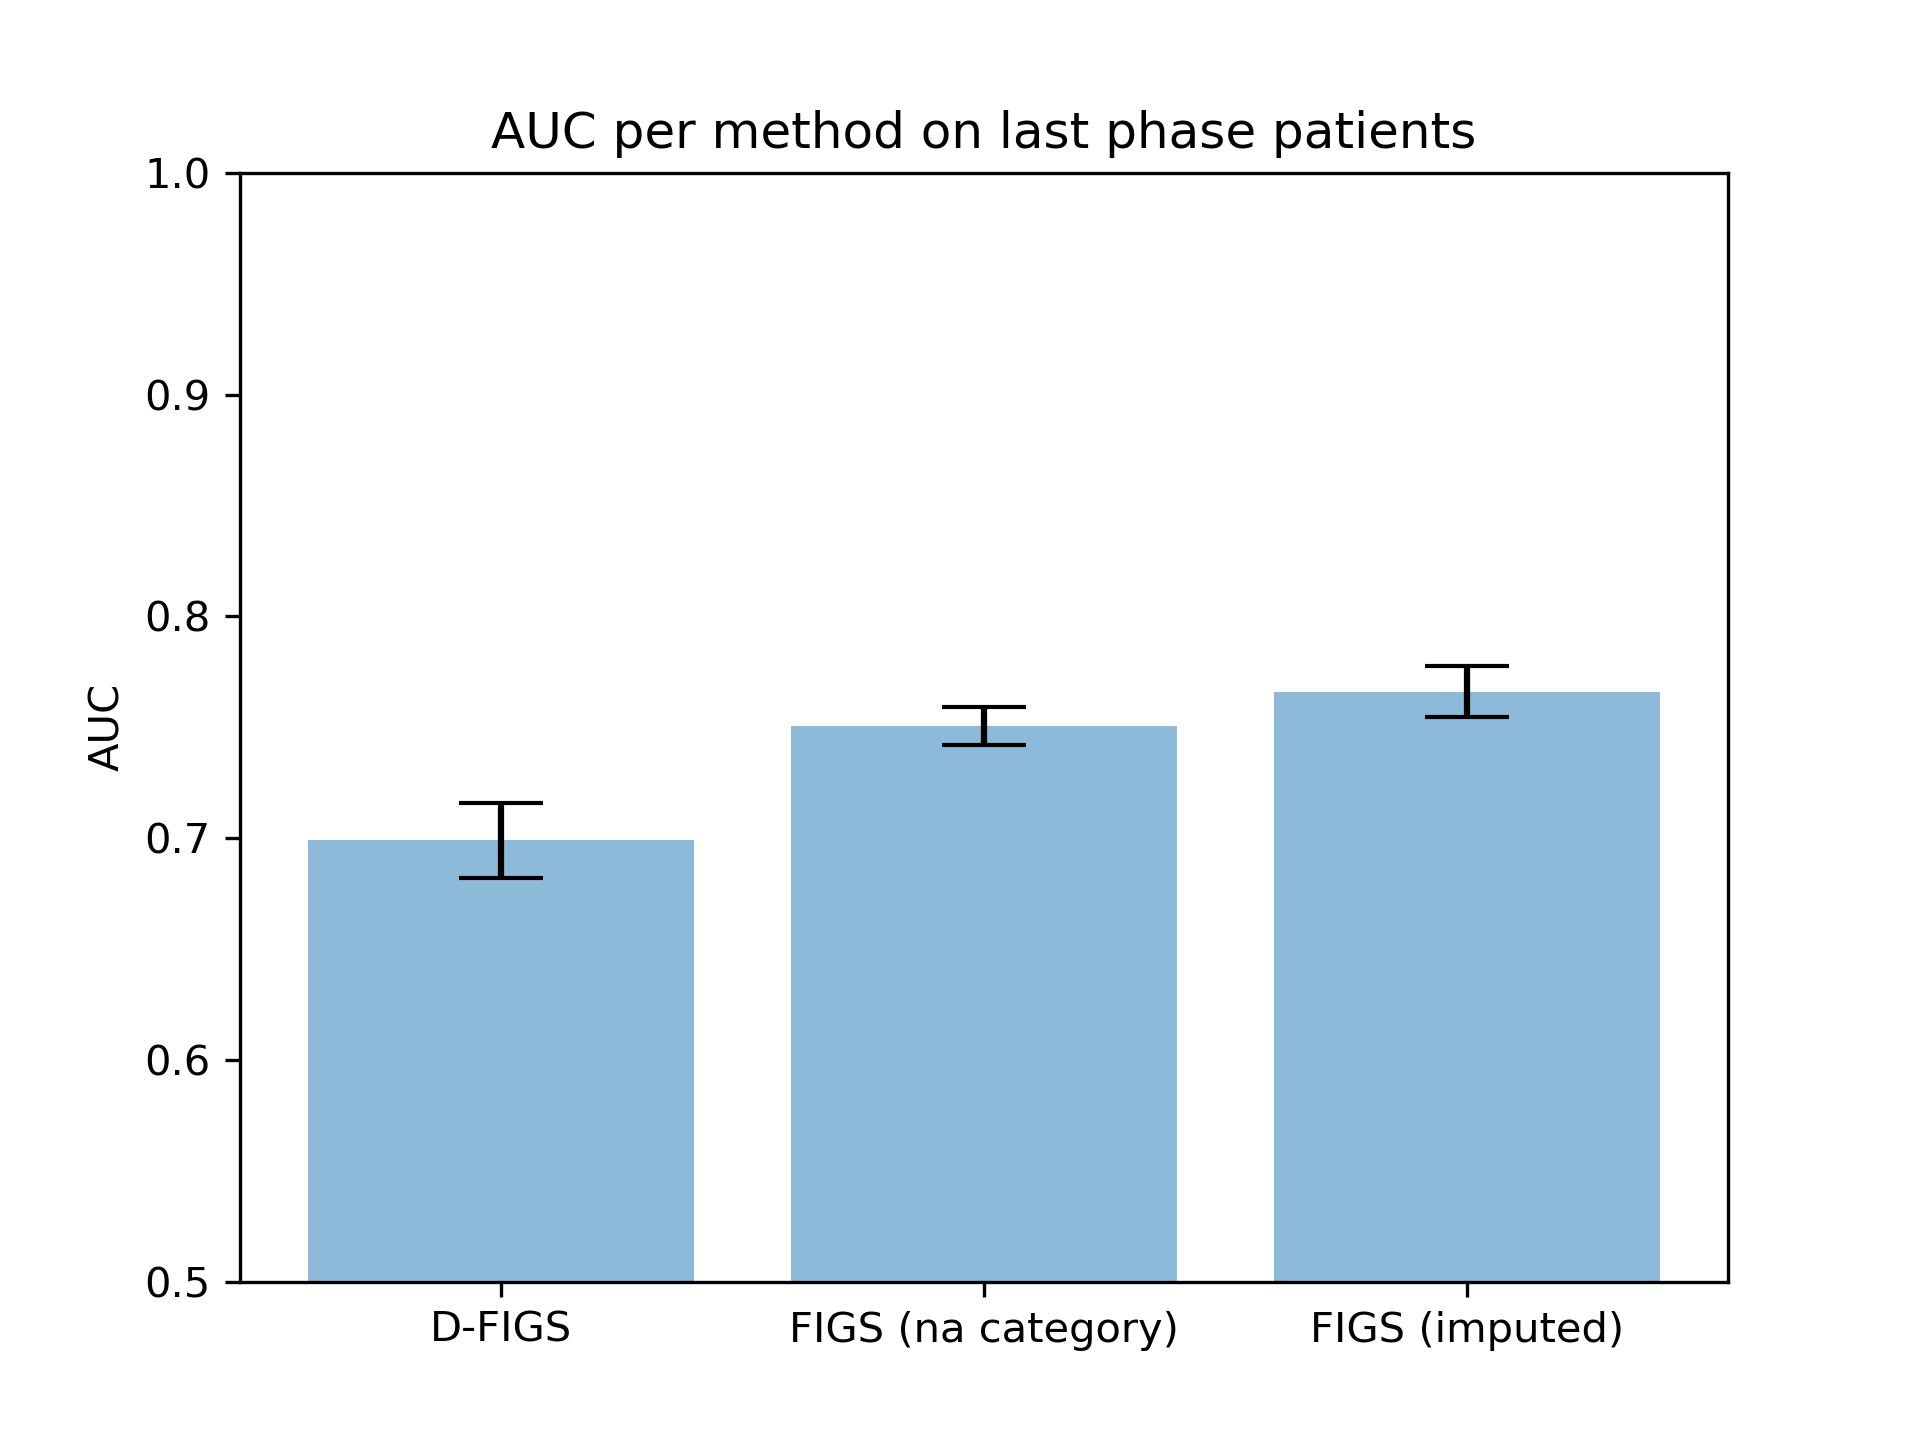 AUC per method on last phase patients
1.0
0.9
0.8
0.7
0.6
0.5
AUC
D-FIGS
FIGS (na category)
FIGS (imputed)